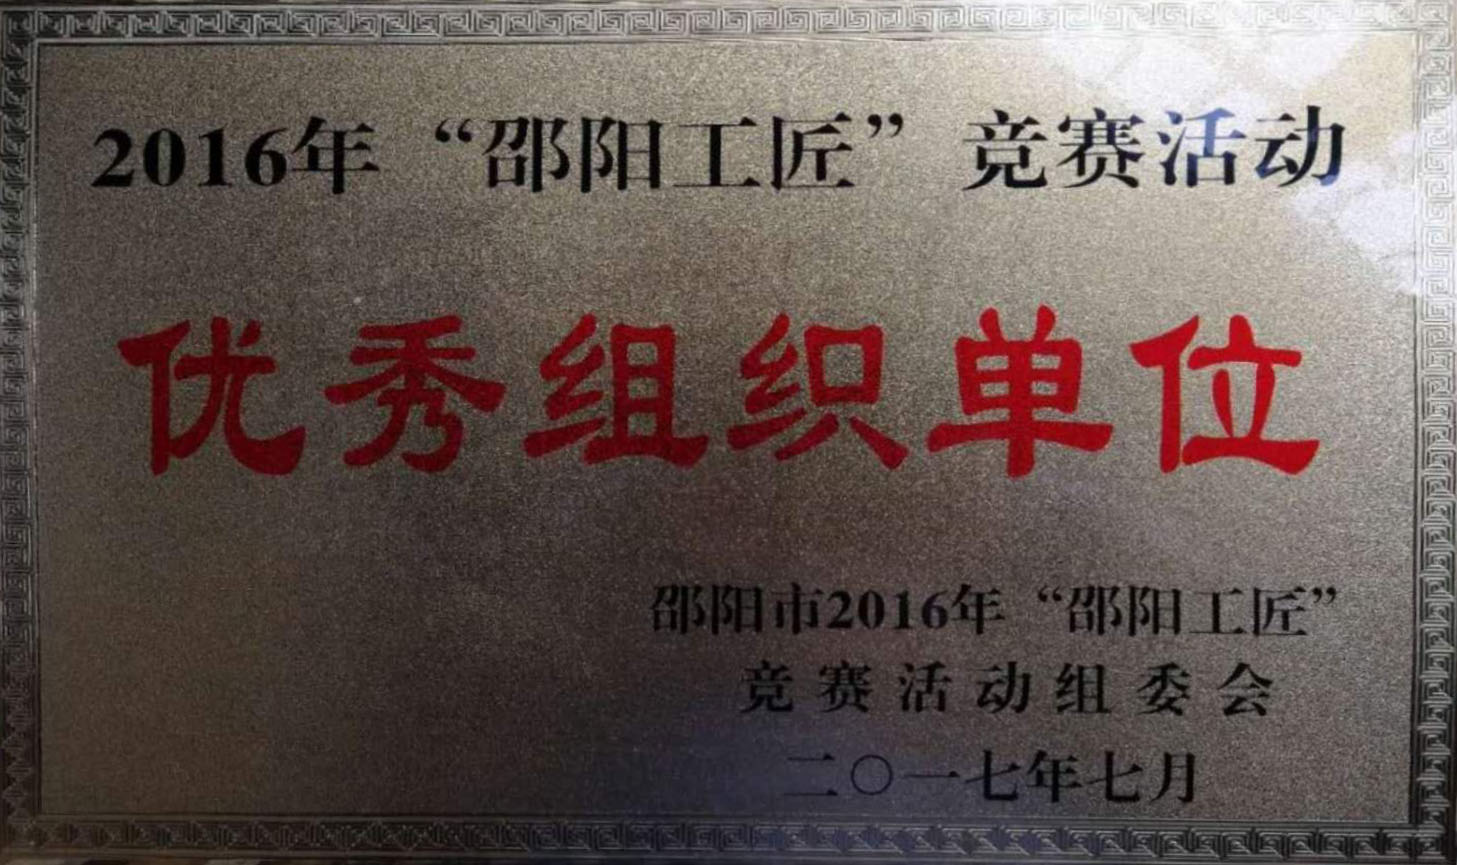 2016年“邵阳工匠”竞赛活动
优秀组织单位
邵阳市2016年“邵阳工匠”
竞赛活动组委会
二〇一七年七月